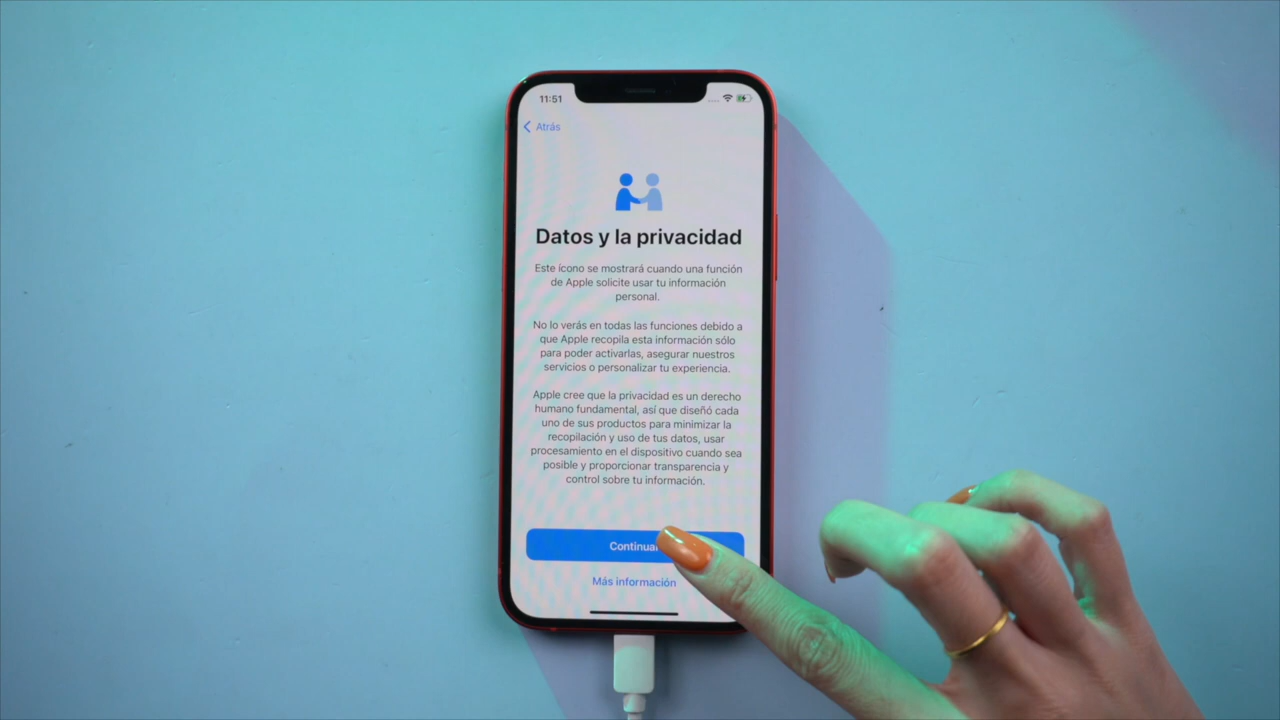 11:51
Atrás
Datos y la privacidad
Este ícono se mostrará cuando una función
de Apple solicite usar tu información
personal.
No lo verás en todas las funciones debido a
que Apple recopila esta información sólo
para poder activarlas, asegurar nuestros
servicios o personalizar tu experiencia.
Apple cree que la privacidad es un derecho
humano fundamental, así que diseñó cada
uno de sus productos para minimizar la
recopilación y uso de tus datos, usar
procesamiento en el dispositivo cuando sea
posible y proporcionar transparencia y
control sobre tu información.
Continuar
Más información